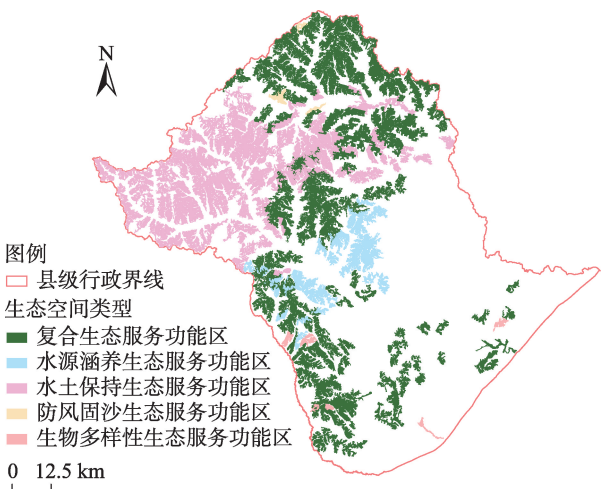 N
图例
县级行政界线
生态空间类型
复合生态服务功能区
水源涵养生态服务功能区
水土保持生态服务功能区
防风固沙生态服务功能区
生物多样性生态服务功能区
0 12.5 km